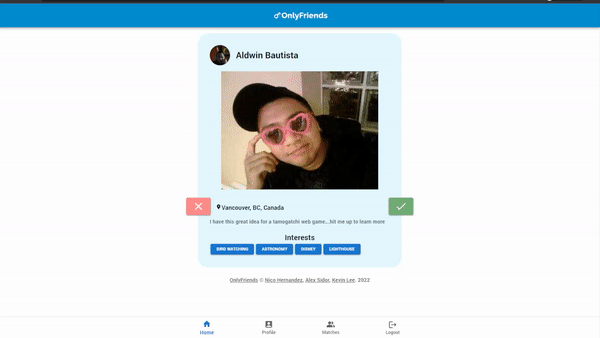 OnlyFriends
Aldwin Bautista
Vancouver, BC, Canada
I have this great idea for a tamogatchi web game...hit me up to learn more
Interests
BIRD WATCHING ASTRONOMY DISNEY LIGHTHOUSE
OnlyFriends © Nico Hernandez, Alex Sidor, Kevin Lee. 2022
Home Profile Matches Logout